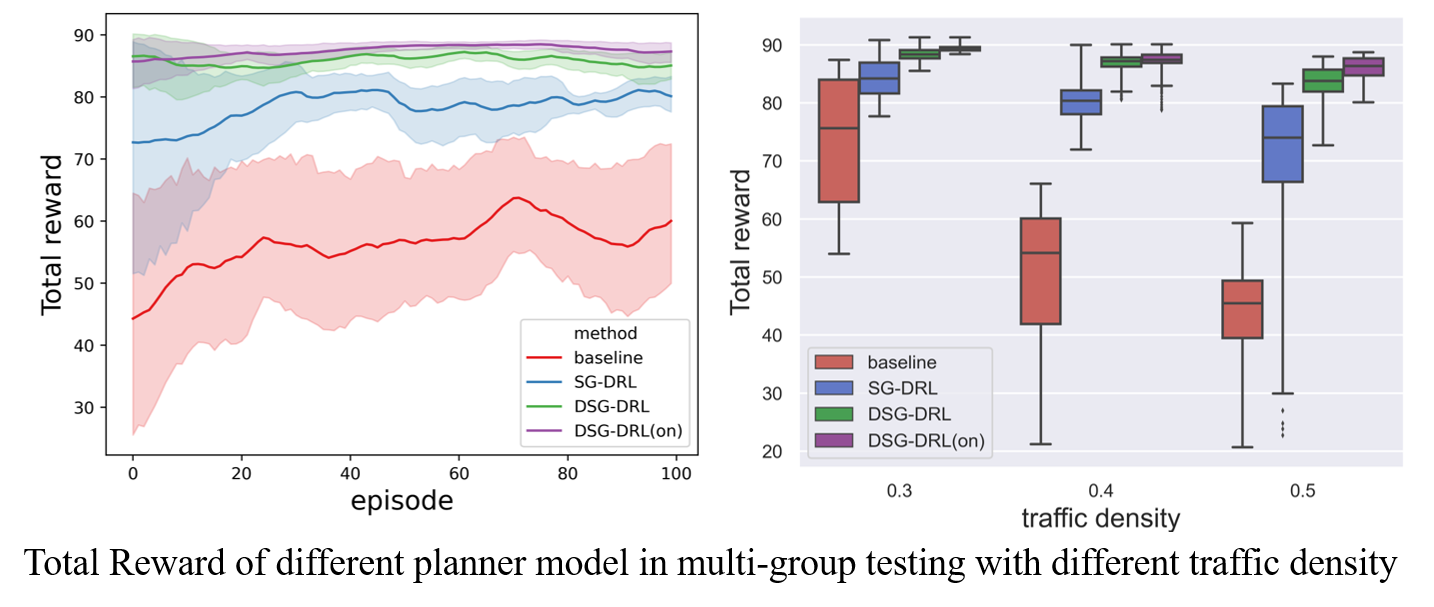 90
80
70
60
50
40
30
Total reward
0
20
40
60
80
100
episode
method
baseline
SG-DRL
DSG-DRL
DSG-DRL(on)
90
80
70
60
50
40
30
20
Total reward
0.3
0.4
0.5
traffic density
baseline
SG-DRL
DSG-DRL
DSG-DRL(on)
Total Reward of different planner model in multi-group testing with different traffic density